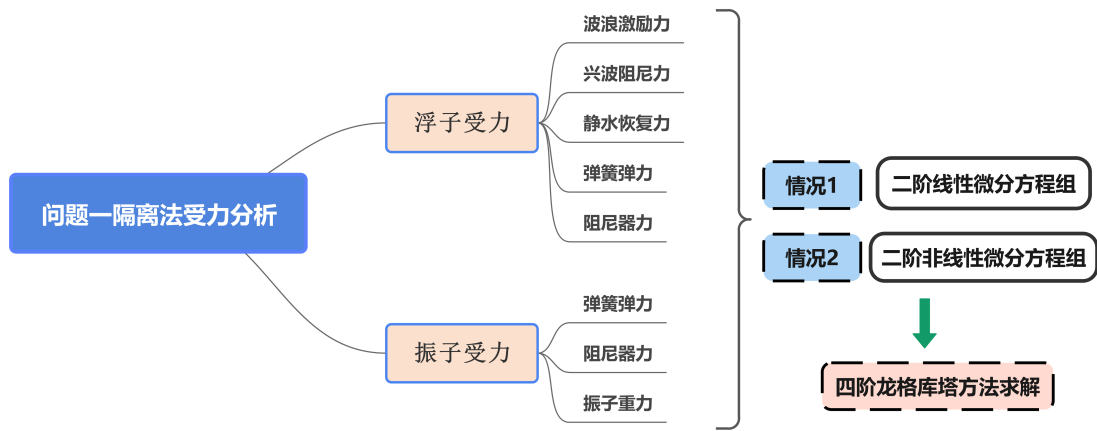 问题一隔离法受力分析
浮子受力
波浪激励力
兴波阻尼力
静水恢复力
弹簧弹力
阻尼器力
振子受力
弹簧弹力
阻尼器力
振子重力
情况1 二阶线性微分方程组
情况2 二阶非线性微分方程组
四阶龙格库塔方法求解